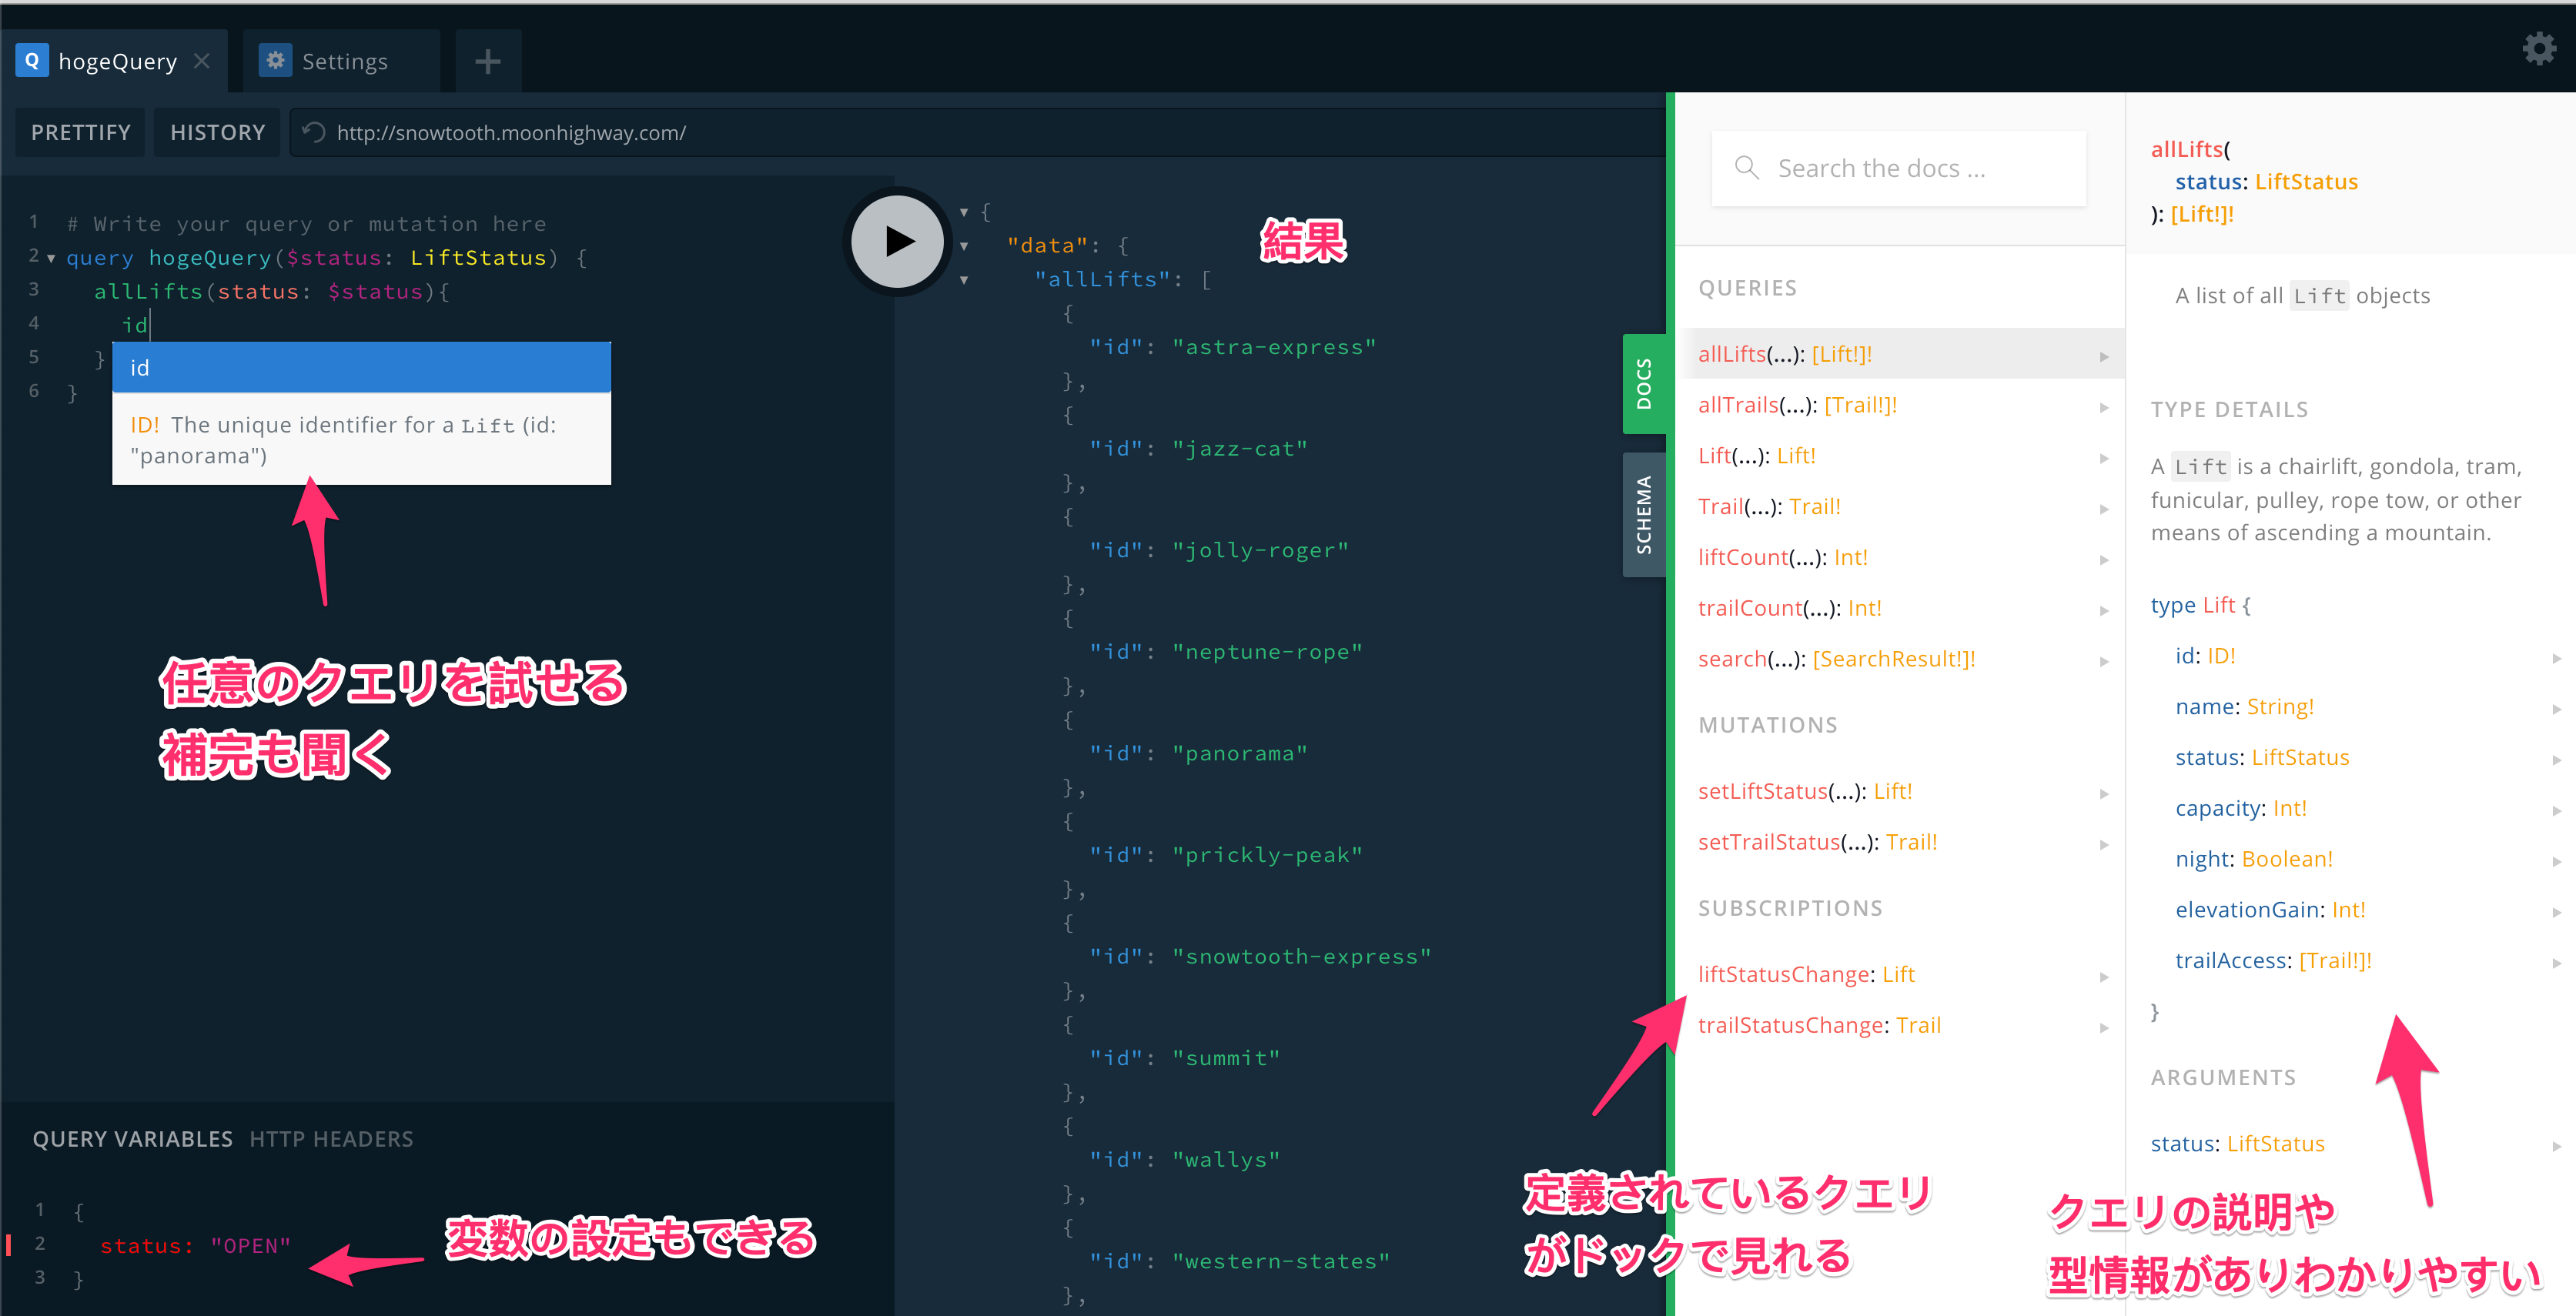 hogeQuery
Settings
PRETTIFY
HISTORY
http://snowtooth.moonhighway.com/
1 # Write your query or mutation here
2 query hogeQuery($status: LiftStatus) {
3 allLifts(status: $status){
4 id
5 }
6 }
id
ID! The unique identifier for a Lift (id:
"panorama")
任意のクエリを試せる
補完も聞く
QUERY VARIABLES HTTP HEADERS
1 {
2 status: "OPEN"
3 }
変数の設定もできる
結果
{
"data": {
"allLifts": [
{
"id": "astra-express"
},
{
"id": "jazz-cat"
},
{
"id": "jolly-roger"
},
{
"id": "neptune-rope"
},
{
"id": "panorama"
},
{
"id": "prickly-peak"
},
{
"id": "snowtooth-express"
},
{
"id": "summit"
},
{
"id": "wallys"
},
{
"id": "western-states"
},
DOCS
SCHEMA
Search the docs ...
QUERIES
allLifts(...): [Lift!]!
allTrails(...): [Trail!]!
Lift(...): Lift!
Trail(...): Trail!
liftCount(...): Int!
trailCount(...): Int!
search(...): [SearchResult!]!
MUTATIONS
setLiftStatus(...): Lift!
setTrailStatus(...): Trail!
SUBSCRIPTIONS
liftStatusChange: Lift
trailStatusChange: Trail
定義されているクエリ
がドックで見れる
allLifts(
status: LiftStatus
): [Lift!]!
A list of all Lift objects
TYPE DETAILS
A Lift is a chairlift, gondola, tram,
funicular, pulley, rope tow, or other
means of ascending a mountain.
type Lift {
id: ID!
name: String!
status: LiftStatus
capacity: Int!
night: Boolean!
elevationGain: Int!
trailAccess: [Trail!]!
}
ARGUMENTS
status: LiftStatus
クエリの説明や
型情報がありわかりやすい